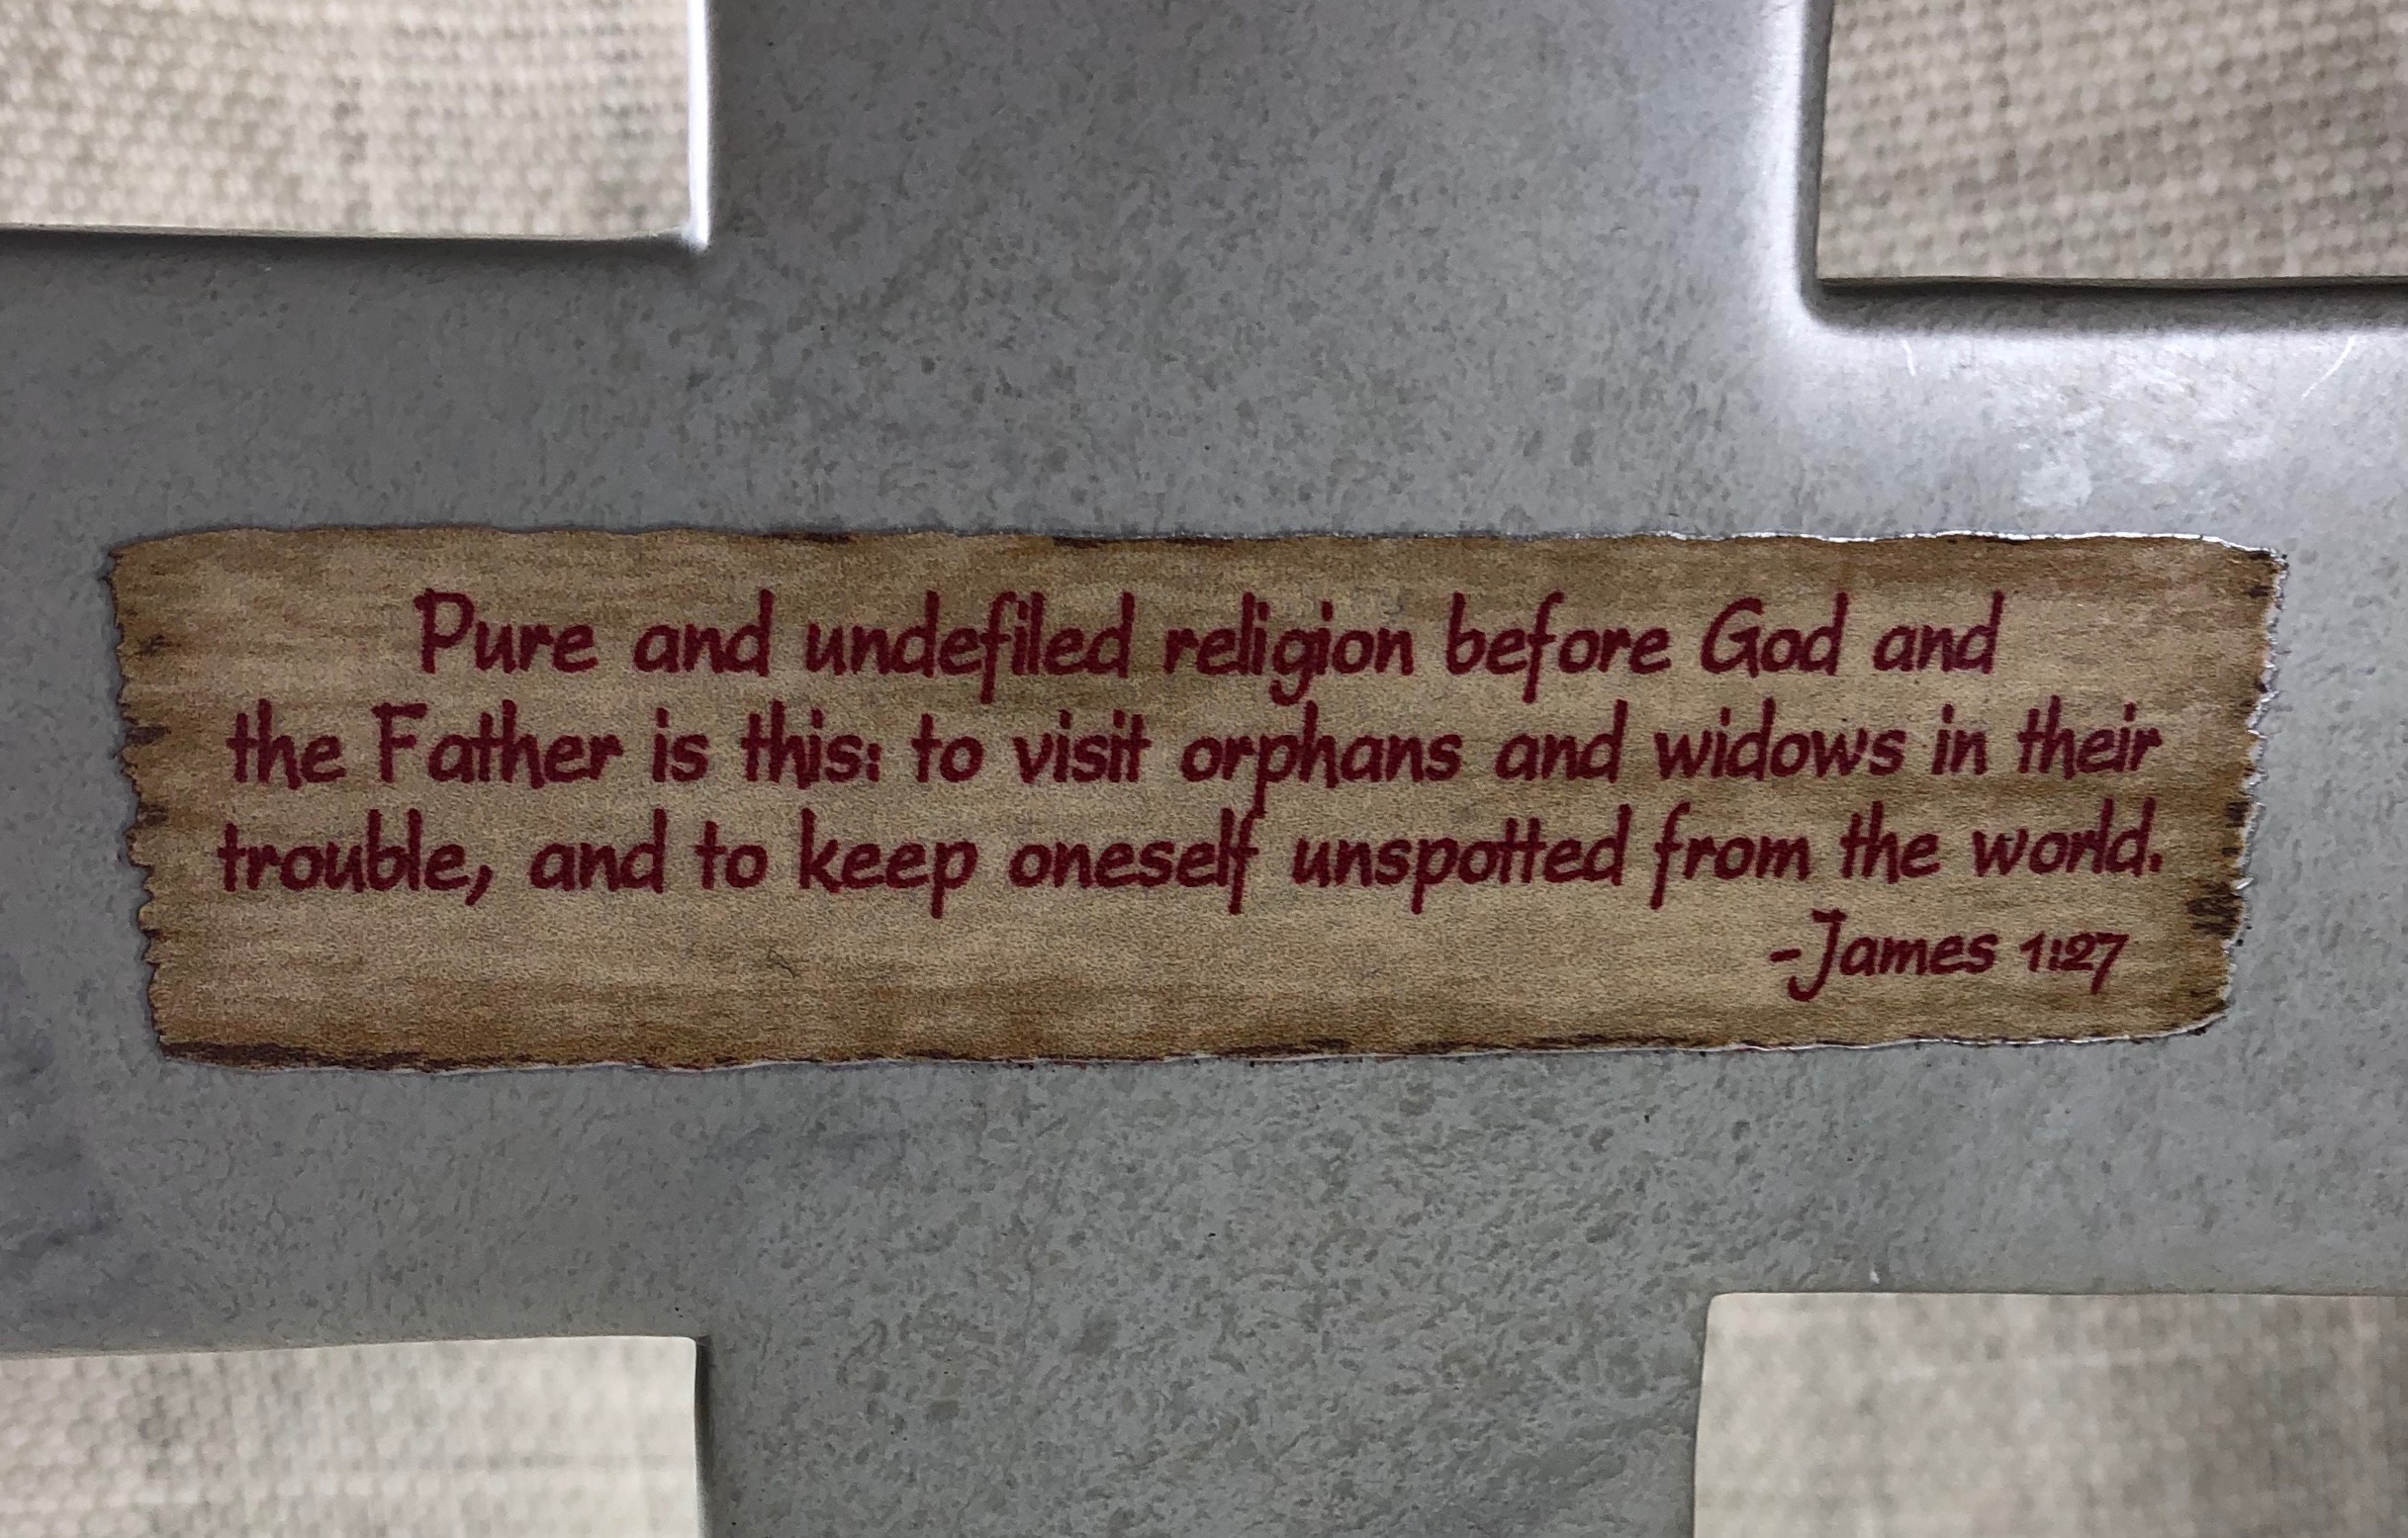 Pure and undefiled religion before God and
the Father is this: to visit orphans and widows in their
trouble, and to keep oneself unspotted from the world.
-James 1:27